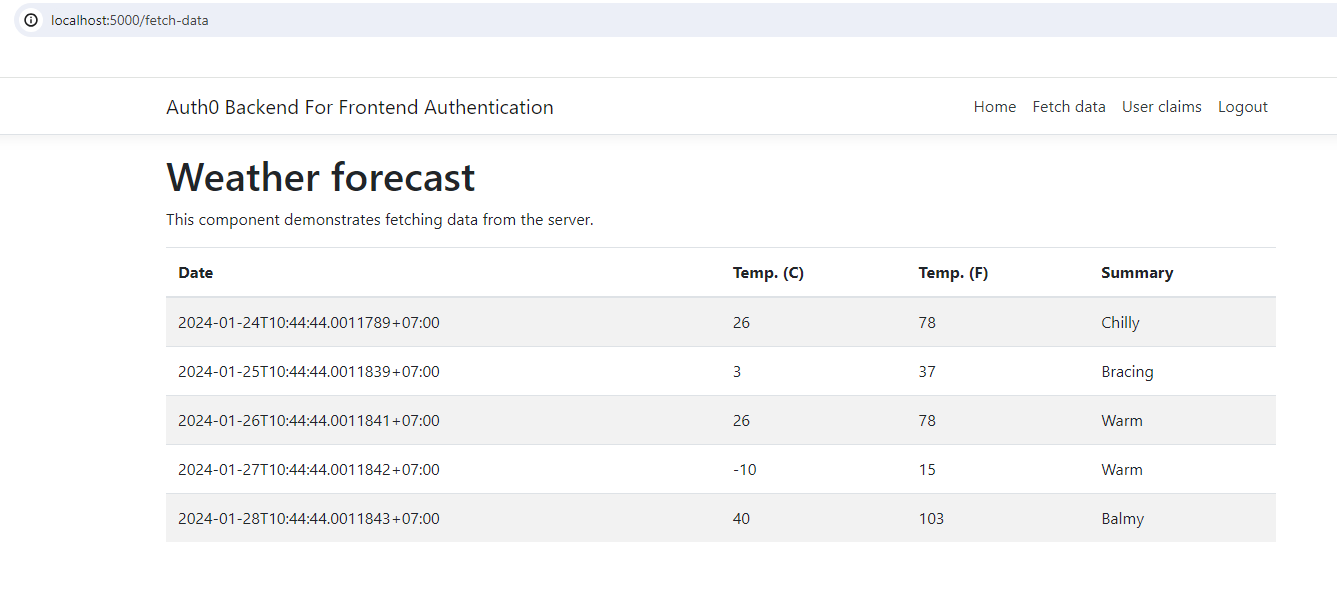 localhost:5000/fetch-data
Auth0 Backend For Frontend Authentication Home Fetch data User claims Logout
Weather forecast
This component demonstrates fetching data from the server.
Date Temp. (C) Temp. (F) Summary
2024-01-24T10:44:44.0011789+07:00 26 78 Chilly
2024-01-25T10:44:44.0011839+07:00 3 37 Bracing
2024-01-26T10:44:44.0011841+07:00 26 78 Warm
2024-01-27T10:44:44.0011842+07:00 -10 15 Warm
2024-01-28T10:44:44.0011843+07:00 40 103 Balmy